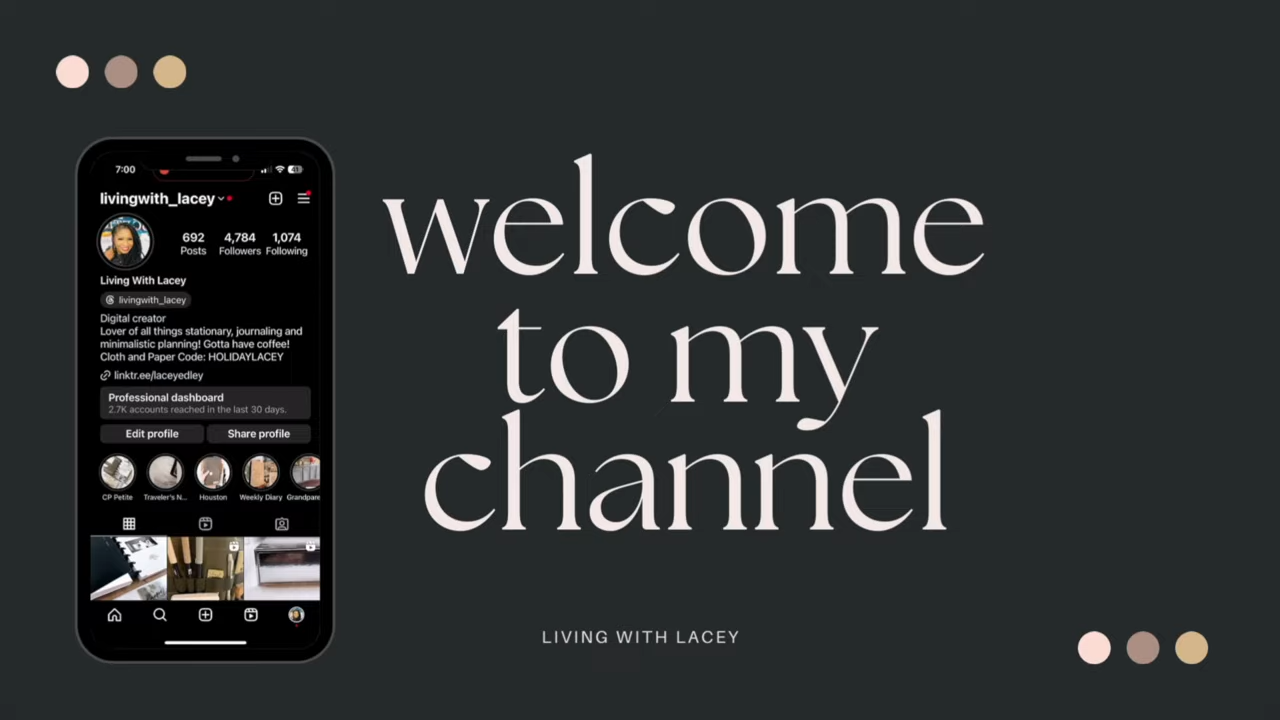 7:00
livingwith_lacey
692 4,784 1,074
Posts Followers Following
Living With Lacey
livingwith_lacey
Digital creator
Lover of all things stationary, journaling and
minimalistic planning! Gotta have coffee!
Cloth and Paper Code: HOLIDAYLACEY
linktr.ee/laceyedley
Professional dashboard
2.7K accounts reached in the last 30 days.
Edit profile Share profile
CP Petite Traveler's N... Houston Weekly Diary Grandpare
welcome
to my
channel
LIVING WITH LACEY